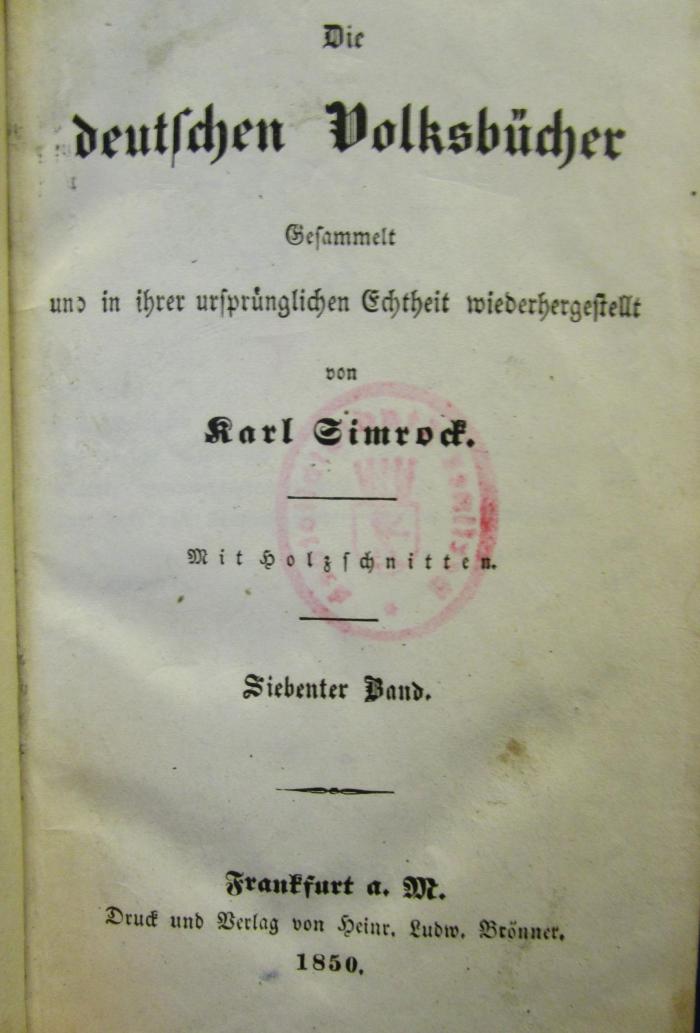 Die
deutſchen Volksbücher
Geſammelt
und in ihrer urſprünglichen Echtheit wiederhergeſtellt
von
Karl Simrock.
Mit Holzſchnitten.
Siebenter Band.
Frankfurt a. M.
Druck und Verlag von Heinr. Ludw. Brönner.
1850.